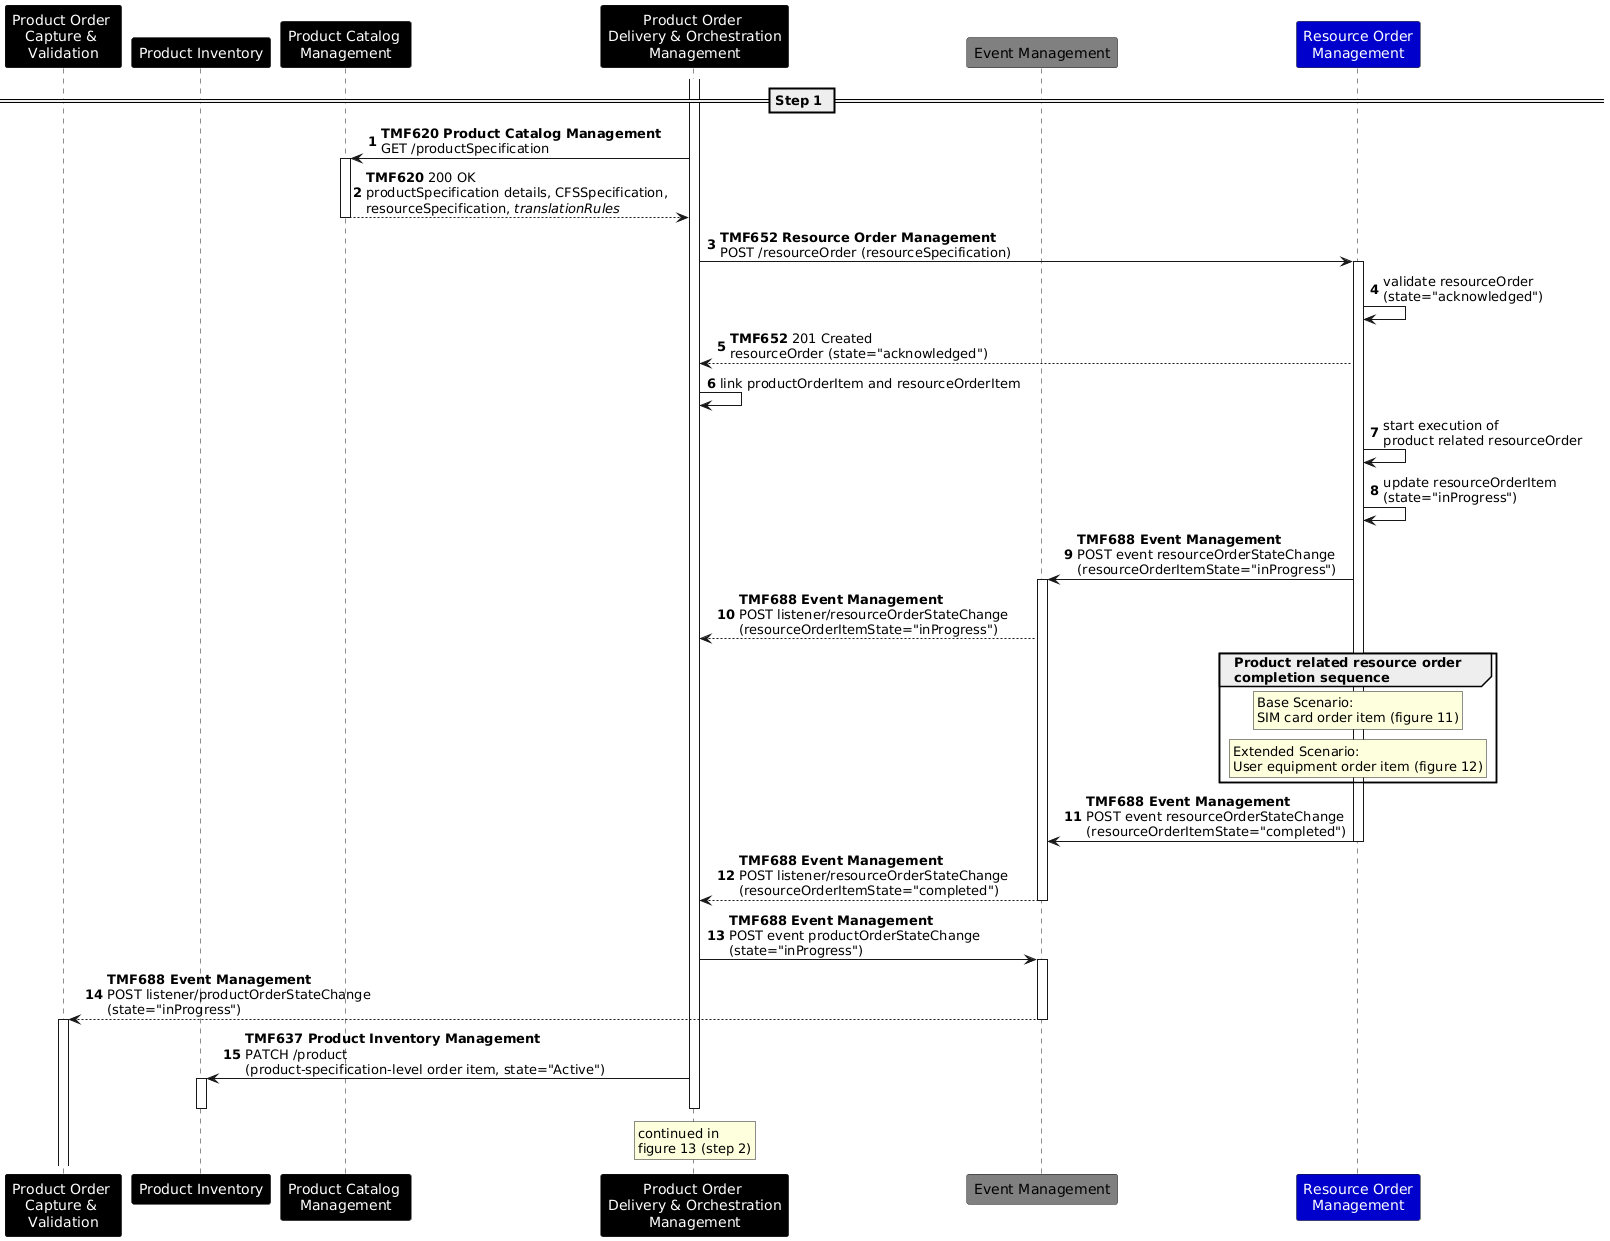 Product Order
Capture &
Validation
Product Inventory
Product Catalog
Management
Product Order
Delivery & Orchestration
Management
Event Management
Resource Order
Management
Step 1
TMF620 Product Catalog Management
1 GET /productSpecification
TMF620 200 OK
2 productSpecification details, CFSSpecification,
resourceSpecification, translationRules
TMF652 Resource Order Management
3 POST /resourceOrder (resourceSpecification)
validate resourceOrder
4 (state="acknowledged")
TMF652 201 Created
5 resourceOrder (state="acknowledged")
6 link productOrderItem and resourceOrderItem
start execution of
7 product related resourceOrder
update resourceOrderItem
8 (state="inProgress")
TMF688 Event Management
9 POST event resourceOrderStateChange
(resourceOrderItemState="inProgress")
TMF688 Event Management
10 POST listener/resourceOrderStateChange
(resourceOrderItemState="inProgress")
Product related resource order
completion sequence
Base Scenario:
SIM card order item (figure 11)
Extended Scenario:
User equipment order item (figure 12)
TMF688 Event Management
11 POST event resourceOrderStateChange
(resourceOrderItemState="completed")
TMF688 Event Management
12 POST listener/resourceOrderStateChange
(resourceOrderItemState="completed")
TMF688 Event Management
13 POST event productOrderStateChange
(state="inProgress")
TMF688 Event Management
14 POST listener/productOrderStateChange
(state="inProgress")
TMF637 Product Inventory Management
15 PATCH /product
(product-specification-level order item, state="Active")
continued in
figure 13 (step 2)
Product Order
Capture &
Validation
Product Inventory
Product Catalog
Management
Product Order
Delivery & Orchestration
Management
Event Management
Resource Order
Management